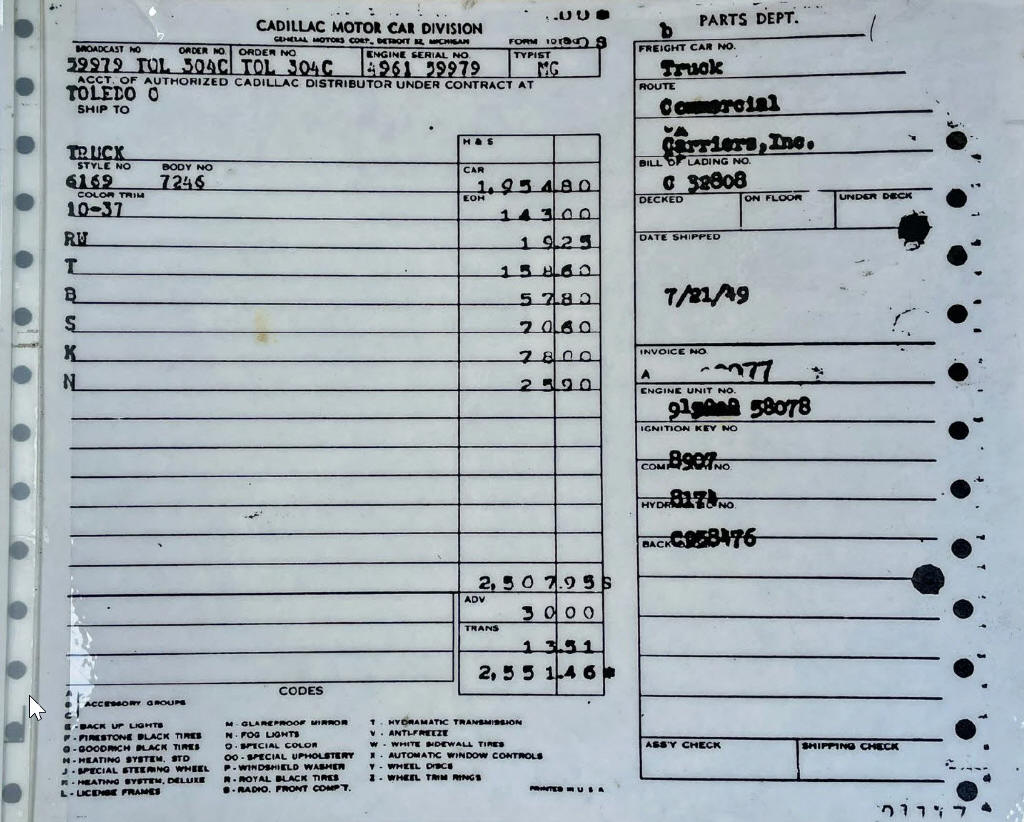 CADILLAC MOTOR CAR DIVISION
GENERAL MOTORS CORP., DETROIT 32, MICHIGAN FORM
BROADCAST NO ORDER NO. ORDER NO ENGINE SERIAL NO. TYPIST
59979 TOL 304C TOL 304C 4961 59979 MG
ACCT. OF AUTHORIZED CADILLAC DISTRIBUTOR UNDER CONTRACT AT
TOLEDO O
SHIP TO
H & S
TRUCK
STYLE NO BODY NO CAR
6169 7246 1,954 80
COLOR TRIM EOH
10-37 143 00
RW 19 25
T 158 60
B 57 80
S 70 60
K 78 00
N 25 90
2,507.95 S
ADV
30 00
TRANS
13.51
2,551.46 *
CODES
A
B - ACCESSORY GROUPS
C
E - BACK UP LIGHTS
F - FIRESTONE BLACK TIRES
G - GOODRICH BLACK TIRES
H - HEATING SYSTEM, STD
J - SPECIAL STEERING WHEEL
K - HEATING SYSTEM, DELUXE
L - LICENSE FRAMES
M - GLAREPROOF MIRROR
N - FOG LIGHTS
O - SPECIAL COLOR
OO - SPECIAL UPHOLSTERY
P - WINDSHIELD WASHER
R - ROYAL BLACK TIRES
S - RADIO, FRONT COMP'T.
T - HYDRAMATIC TRANSMISSION
V - ANTI-FREEZE
W - WHITE SIDEWALL TIRES
X - AUTOMATIC WINDOW CONTROLS
Y - WHEEL DISCS
Z - WHEEL TRIM RINGS
PRINTED IN U S A
PARTS DEPT.
b
FREIGHT CAR NO.
Truck
ROUTE
Commercial
Carriers, Inc.
BILL OF LADING NO.
C 32808
DECKED ON FLOOR UNDER DECK
DATE SHIPPED
7/21/49
INVOICE NO.
A
ENGINE UNIT NO.
58078
IGNITION KEY NO
8907
NO.
8174
NO.
C958476
BACK
ASS'Y CHECK SHIPPING CHECK